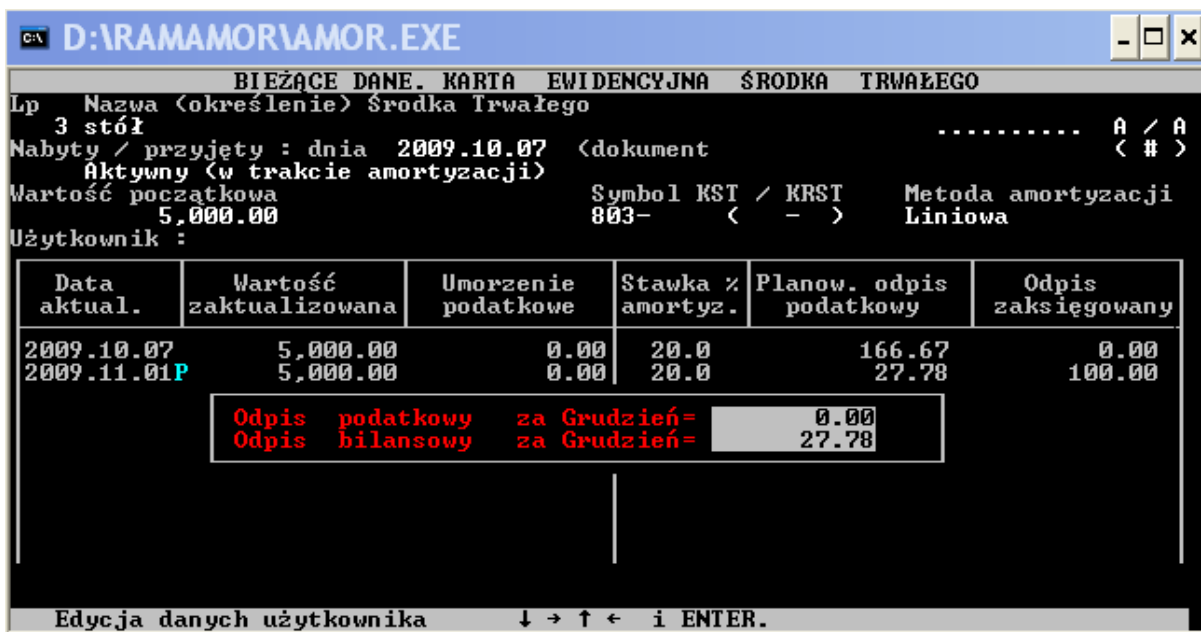 D:\RAMAMOR\AMOR.EXE
BIEŻĄCE DANE. KARTA EWIDENCYJNA ŚRODKA TRWAŁEGO
Lp Nazwa (określenie) Środka Trwałego
3 stół .......... A / A
Nabyty / przyjęty : dnia 2009.10.07 (dokument ( # )
Aktywny (w trakcie amortyzacji)
Wartość początkowa Symbol KST / KRST Metoda amortyzacji
5,000.00 803- ( - ) Liniowa
Użytkownik :
Data Wartość Umorzenie Stawka % Planow. odpis Odpis
aktual. zaktualizowana podatkowe amortyz. podatkowy zaksięgowany
2009.10.07 5,000.00 0.00 20.0 166.67 0.00
2009.11.01P 5,000.00 0.00 20.0 27.78 100.00
Odpis podatkowy za Grudzień= 0.00
Odpis bilansowy za Grudzień= 27.78
Edycja danych użytkownika ↓ → ↑ ← i ENTER.